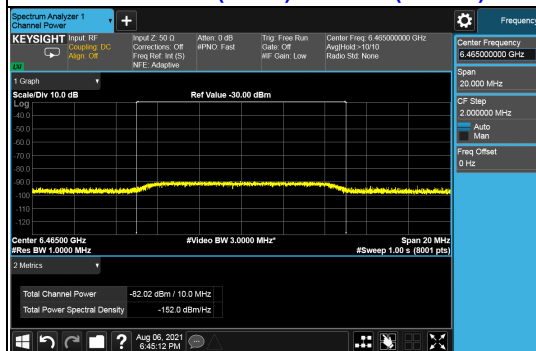 Spectrum Analyzer 1
Channel Power
+
Frequency
KEYSIGHT
Input: RF
Coupling: DC
Align: Off
Input Z: 50 Ω
Corrections: Off
Freq Ref: Int (S)
NFE: Adaptive
Atten: 0 dB
#PNO: Fast
Trig: Free Run
Gate: Off
#IF Gain: Low
Center Freq: 6.465000000 GHz
Avg|Hold:>10/10
Radio Std: None
LXI
Center Frequency
6.465000000 GHz
Span
20.000 MHz
CF Step
2.000000 MHz
Auto
Man
Freq Offset
0 Hz
1 Graph
Scale/Div 10.0 dB
Ref Value -30.00 dBm
Log
-40.0
-50.0
-60.0
-70.0
-80.0
-90.0
-100
-110
-120
Center 6.46500 GHz
#Video BW 3.0000 MHz*
Span 20 MHz
#Res BW 1.0000 MHz
#Sweep 1.00 s (8001 pts)
2 Metrics
Total Channel Power
-82.02 dBm / 10.0 MHz
Total Power Spectral Density
-152.0 dBm/Hz
?
Aug 06, 2021
6:45:12 PM